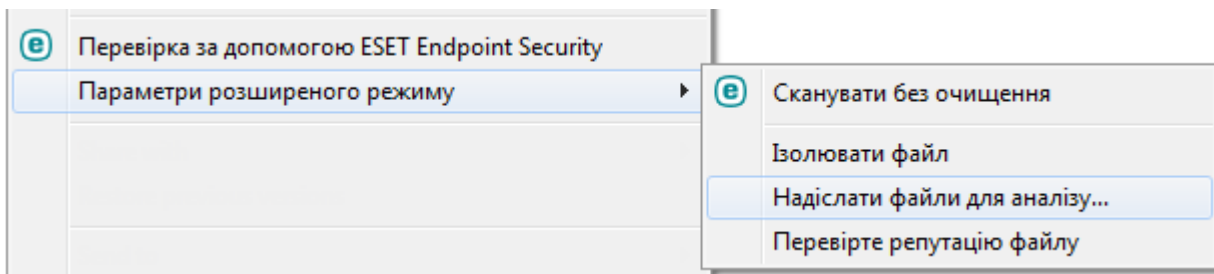 Перевірка за допомогою ESET Endpoint Security
Параметри розширеного режиму
Сканувати без очищення
Ізолювати файл
Надіслати файли для аналізу...
Перевірте репутацію файлу